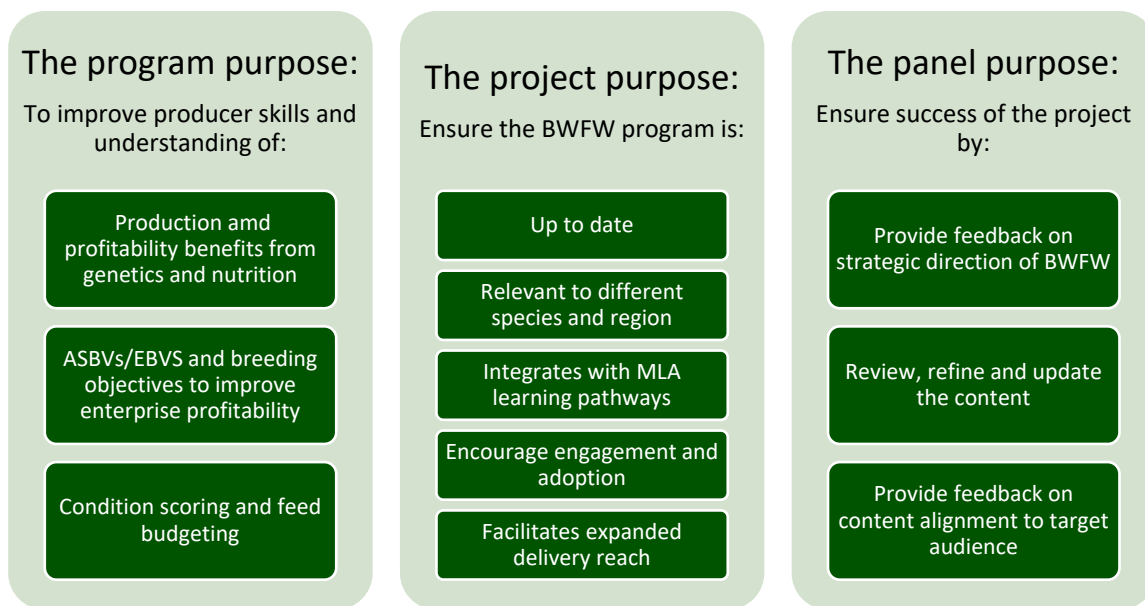 The program purpose:
To improve producer skills and
understanding of:
Production amd
profitability benefits from
genetics and nutrition
ASBVs/EBVS and breeding
objectives to improve
enterprise profitability
Condition scoring and feed
budgeting
The project purpose:
Ensure the BWFW program is:
Up to date
Relevant to different
species and region
Integrates with MLA
learning pathways
Encourage engagement and
adoption
Facilitates expanded
delivery reach
The panel purpose:
Ensure success of the project
by:
Provide feedback on
strategic direction of BWFW
Review, refine and update
the content
Provide feedback on
content alignment to target
audience